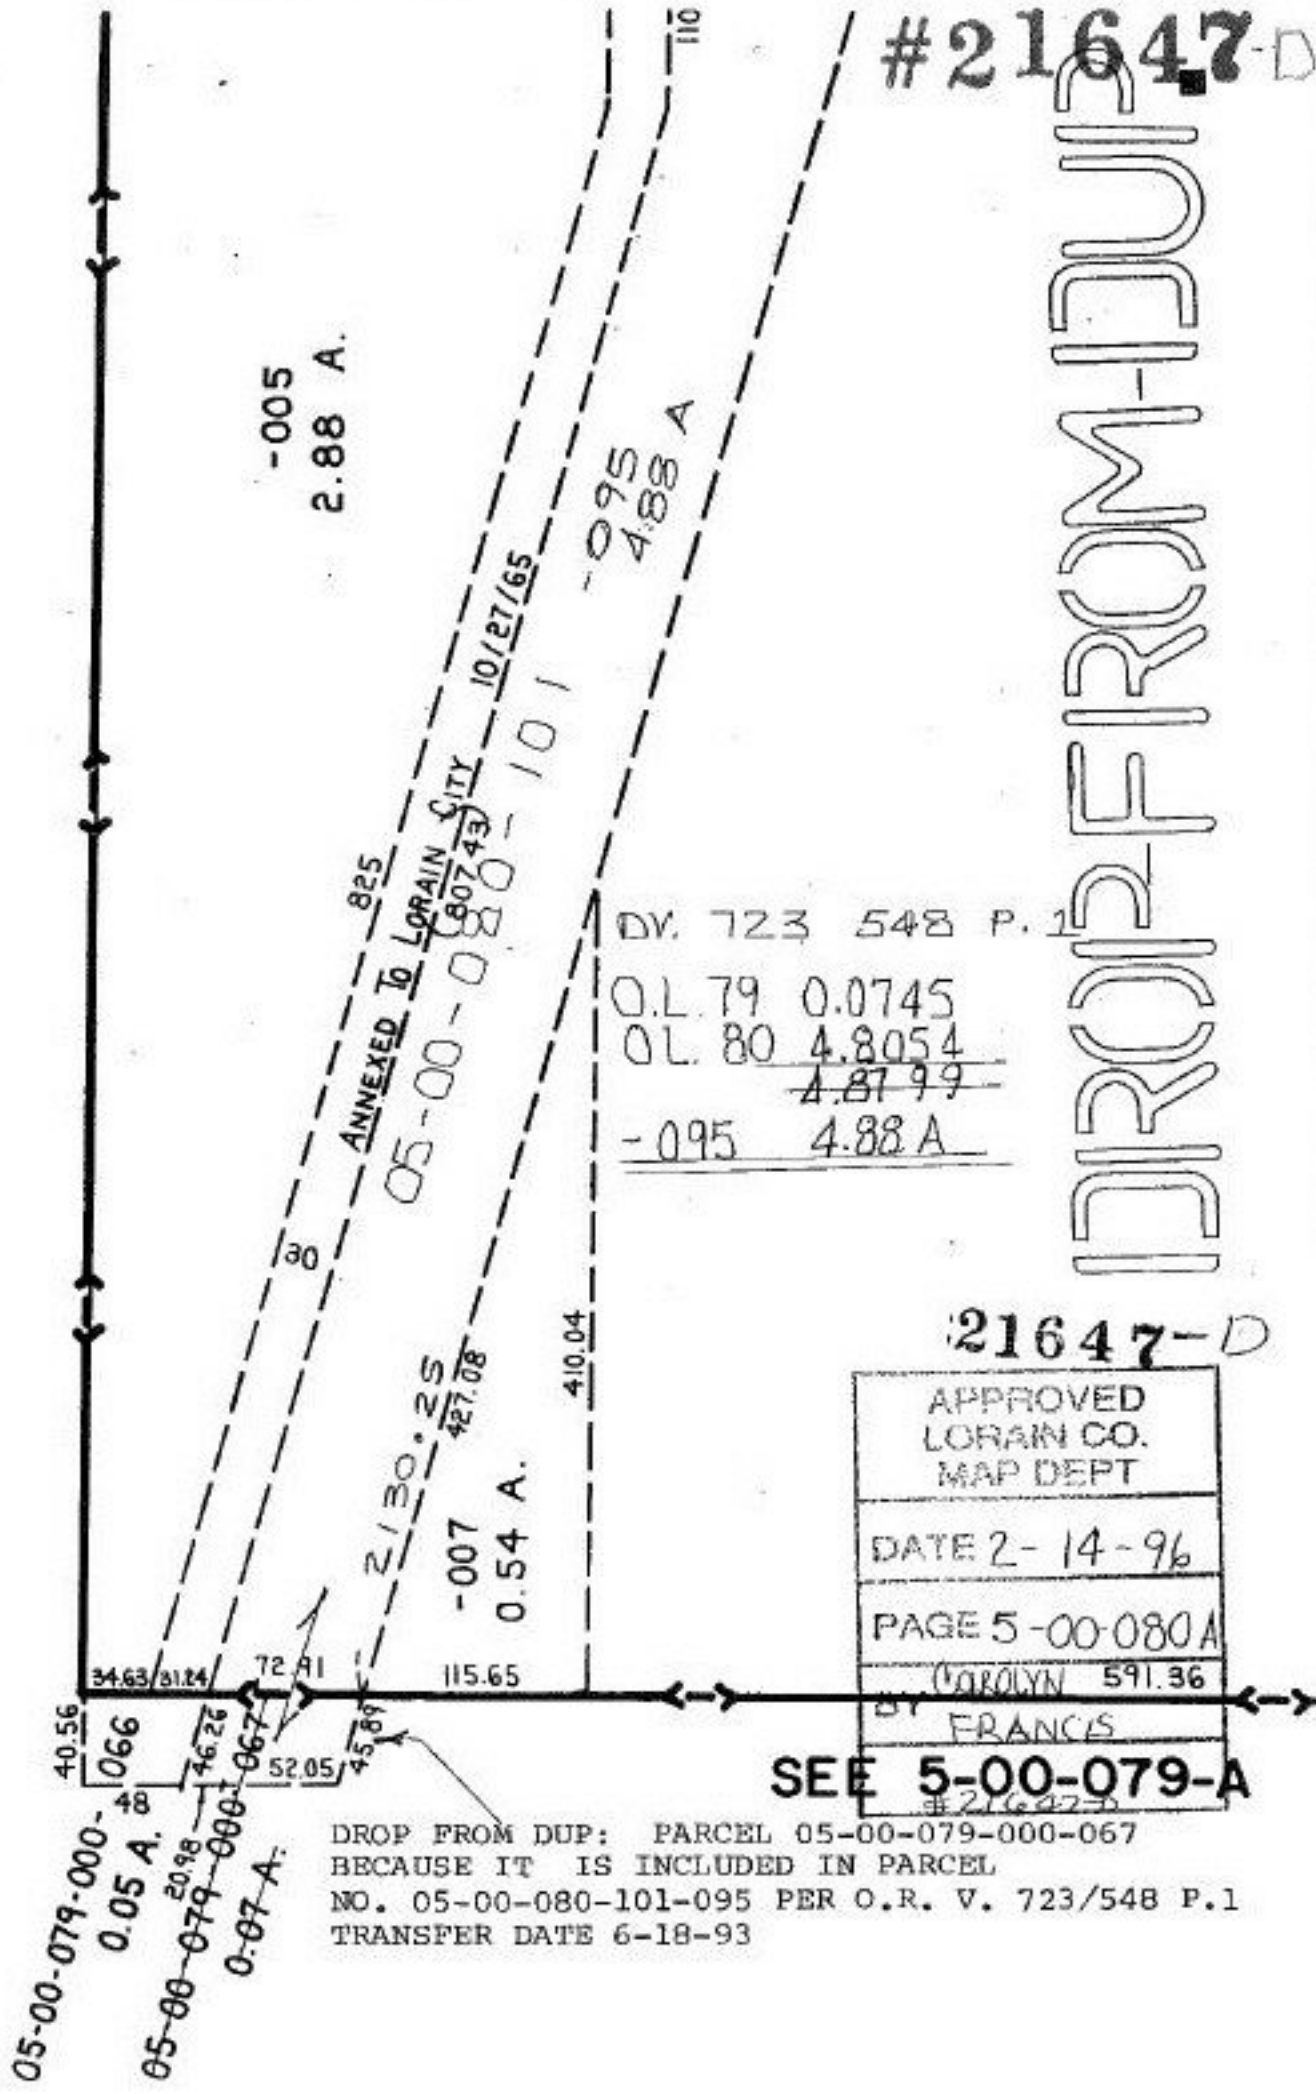 #21647-D
110
DROP FROM DUP
-005
2.88 A.
-095
4.88 A
ANNEXED TO LORAIN CITY 10/27/65
825
(807.43)
05-00-080-101
DV. 723 548 P. 1
O.L. 79 0.0745
O.L. 80 4.8054
4.8799
-095 4.88 A
30
2130.25
427.08
410.04
-007
0.54 A.
21647-D
APPROVED
LORAIN CO.
MAP DEPT
DATE 2-14-96
PAGE 5-00-080A
BY CAROLYN
FRANCIS
#21647-D
591.36
34.63
31.24
72.91
115.65
40.56
46.26
52.05
45.89
48
20.98
SEE 5-00-079-A
05-00-079-000-066
0.05 A.
05-00-079-000-067
0.07 A.
DROP FROM DUP: PARCEL 05-00-079-000-067
BECAUSE IT IS INCLUDED IN PARCEL
NO. 05-00-080-101-095 PER O.R. V. 723/548 P.1
TRANSFER DATE 6-18-93